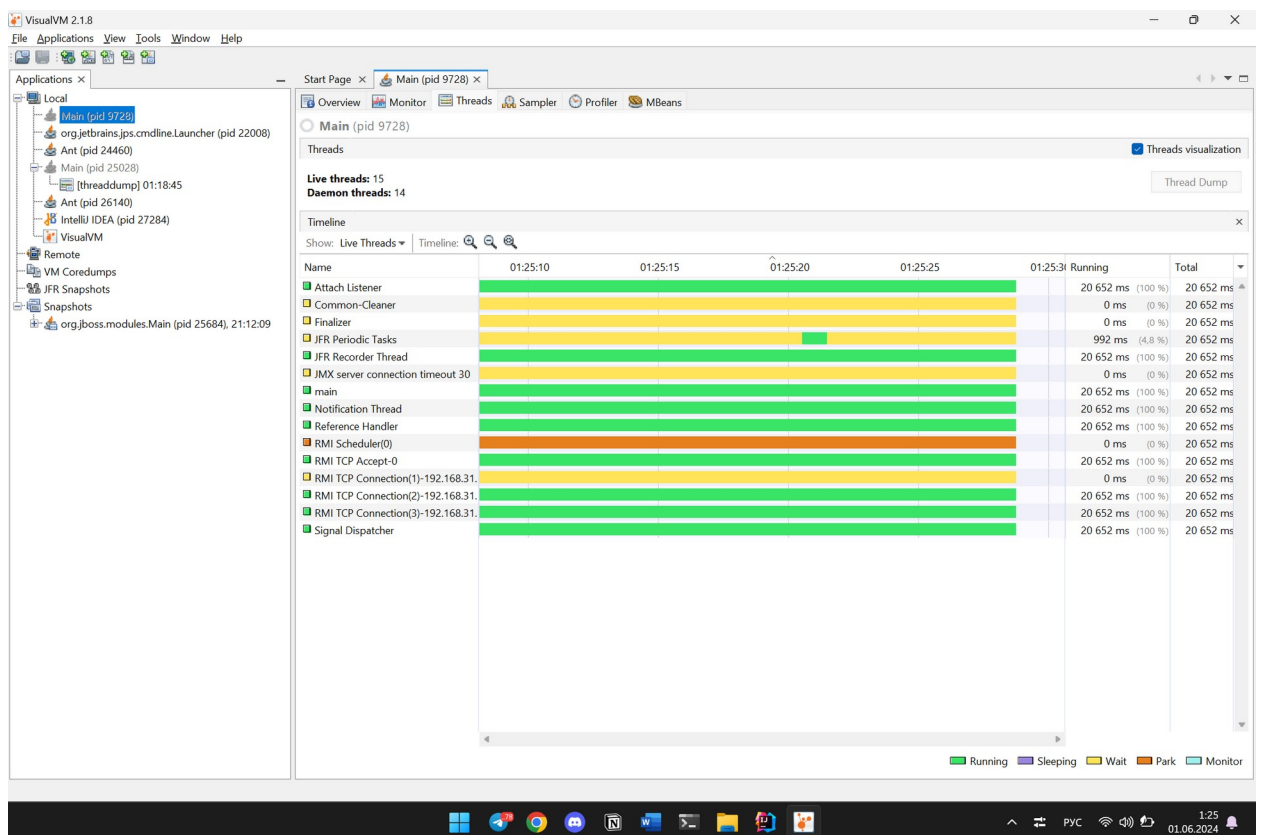 VisualVM 2.1.8
File Applications View Tools Window Help
Applications
Local
Main (pid 9728)
org.jetbrains.jps.cmdline.Launcher (pid 22008)
Ant (pid 24460)
Main (pid 25028)
[threaddump] 01:18:45
Ant (pid 26140)
IntelliJ IDEA (pid 27284)
VisualVM
Remote
VM Coredumps
JFR Snapshots
Snapshots
org.jboss.modules.Main (pid 25684), 21:12:09
Start Page Main (pid 9728)
Overview Monitor Threads Sampler Profiler MBeans
Main (pid 9728)
Threads Threads visualization
Live threads: 15
Daemon threads: 14
Thread Dump
Timeline
Show: Live Threads Timeline:
Name 01:25:10 01:25:15 01:25:20 01:25:25 01:25:3 Running Total
Attach Listener 20 652 ms (100 %) 20 652 ms
Common-Cleaner 0 ms (0 %) 20 652 ms
Finalizer 0 ms (0 %) 20 652 ms
JFR Periodic Tasks 992 ms (4,8 %) 20 652 ms
JFR Recorder Thread 20 652 ms (100 %) 20 652 ms
JMX server connection timeout 30 0 ms (0 %) 20 652 ms
main 20 652 ms (100 %) 20 652 ms
Notification Thread 20 652 ms (100 %) 20 652 ms
Reference Handler 20 652 ms (100 %) 20 652 ms
RMI Scheduler(0) 0 ms (0 %) 20 652 ms
RMI TCP Accept-0 20 652 ms (100 %) 20 652 ms
RMI TCP Connection(1)-192.168.31. 0 ms (0 %) 20 652 ms
RMI TCP Connection(2)-192.168.31. 20 652 ms (100 %) 20 652 ms
RMI TCP Connection(3)-192.168.31. 20 652 ms (100 %) 20 652 ms
Signal Dispatcher 20 652 ms (100 %) 20 652 ms
Running Sleeping Wait Park Monitor
78
РУС
1:25
01.06.2024